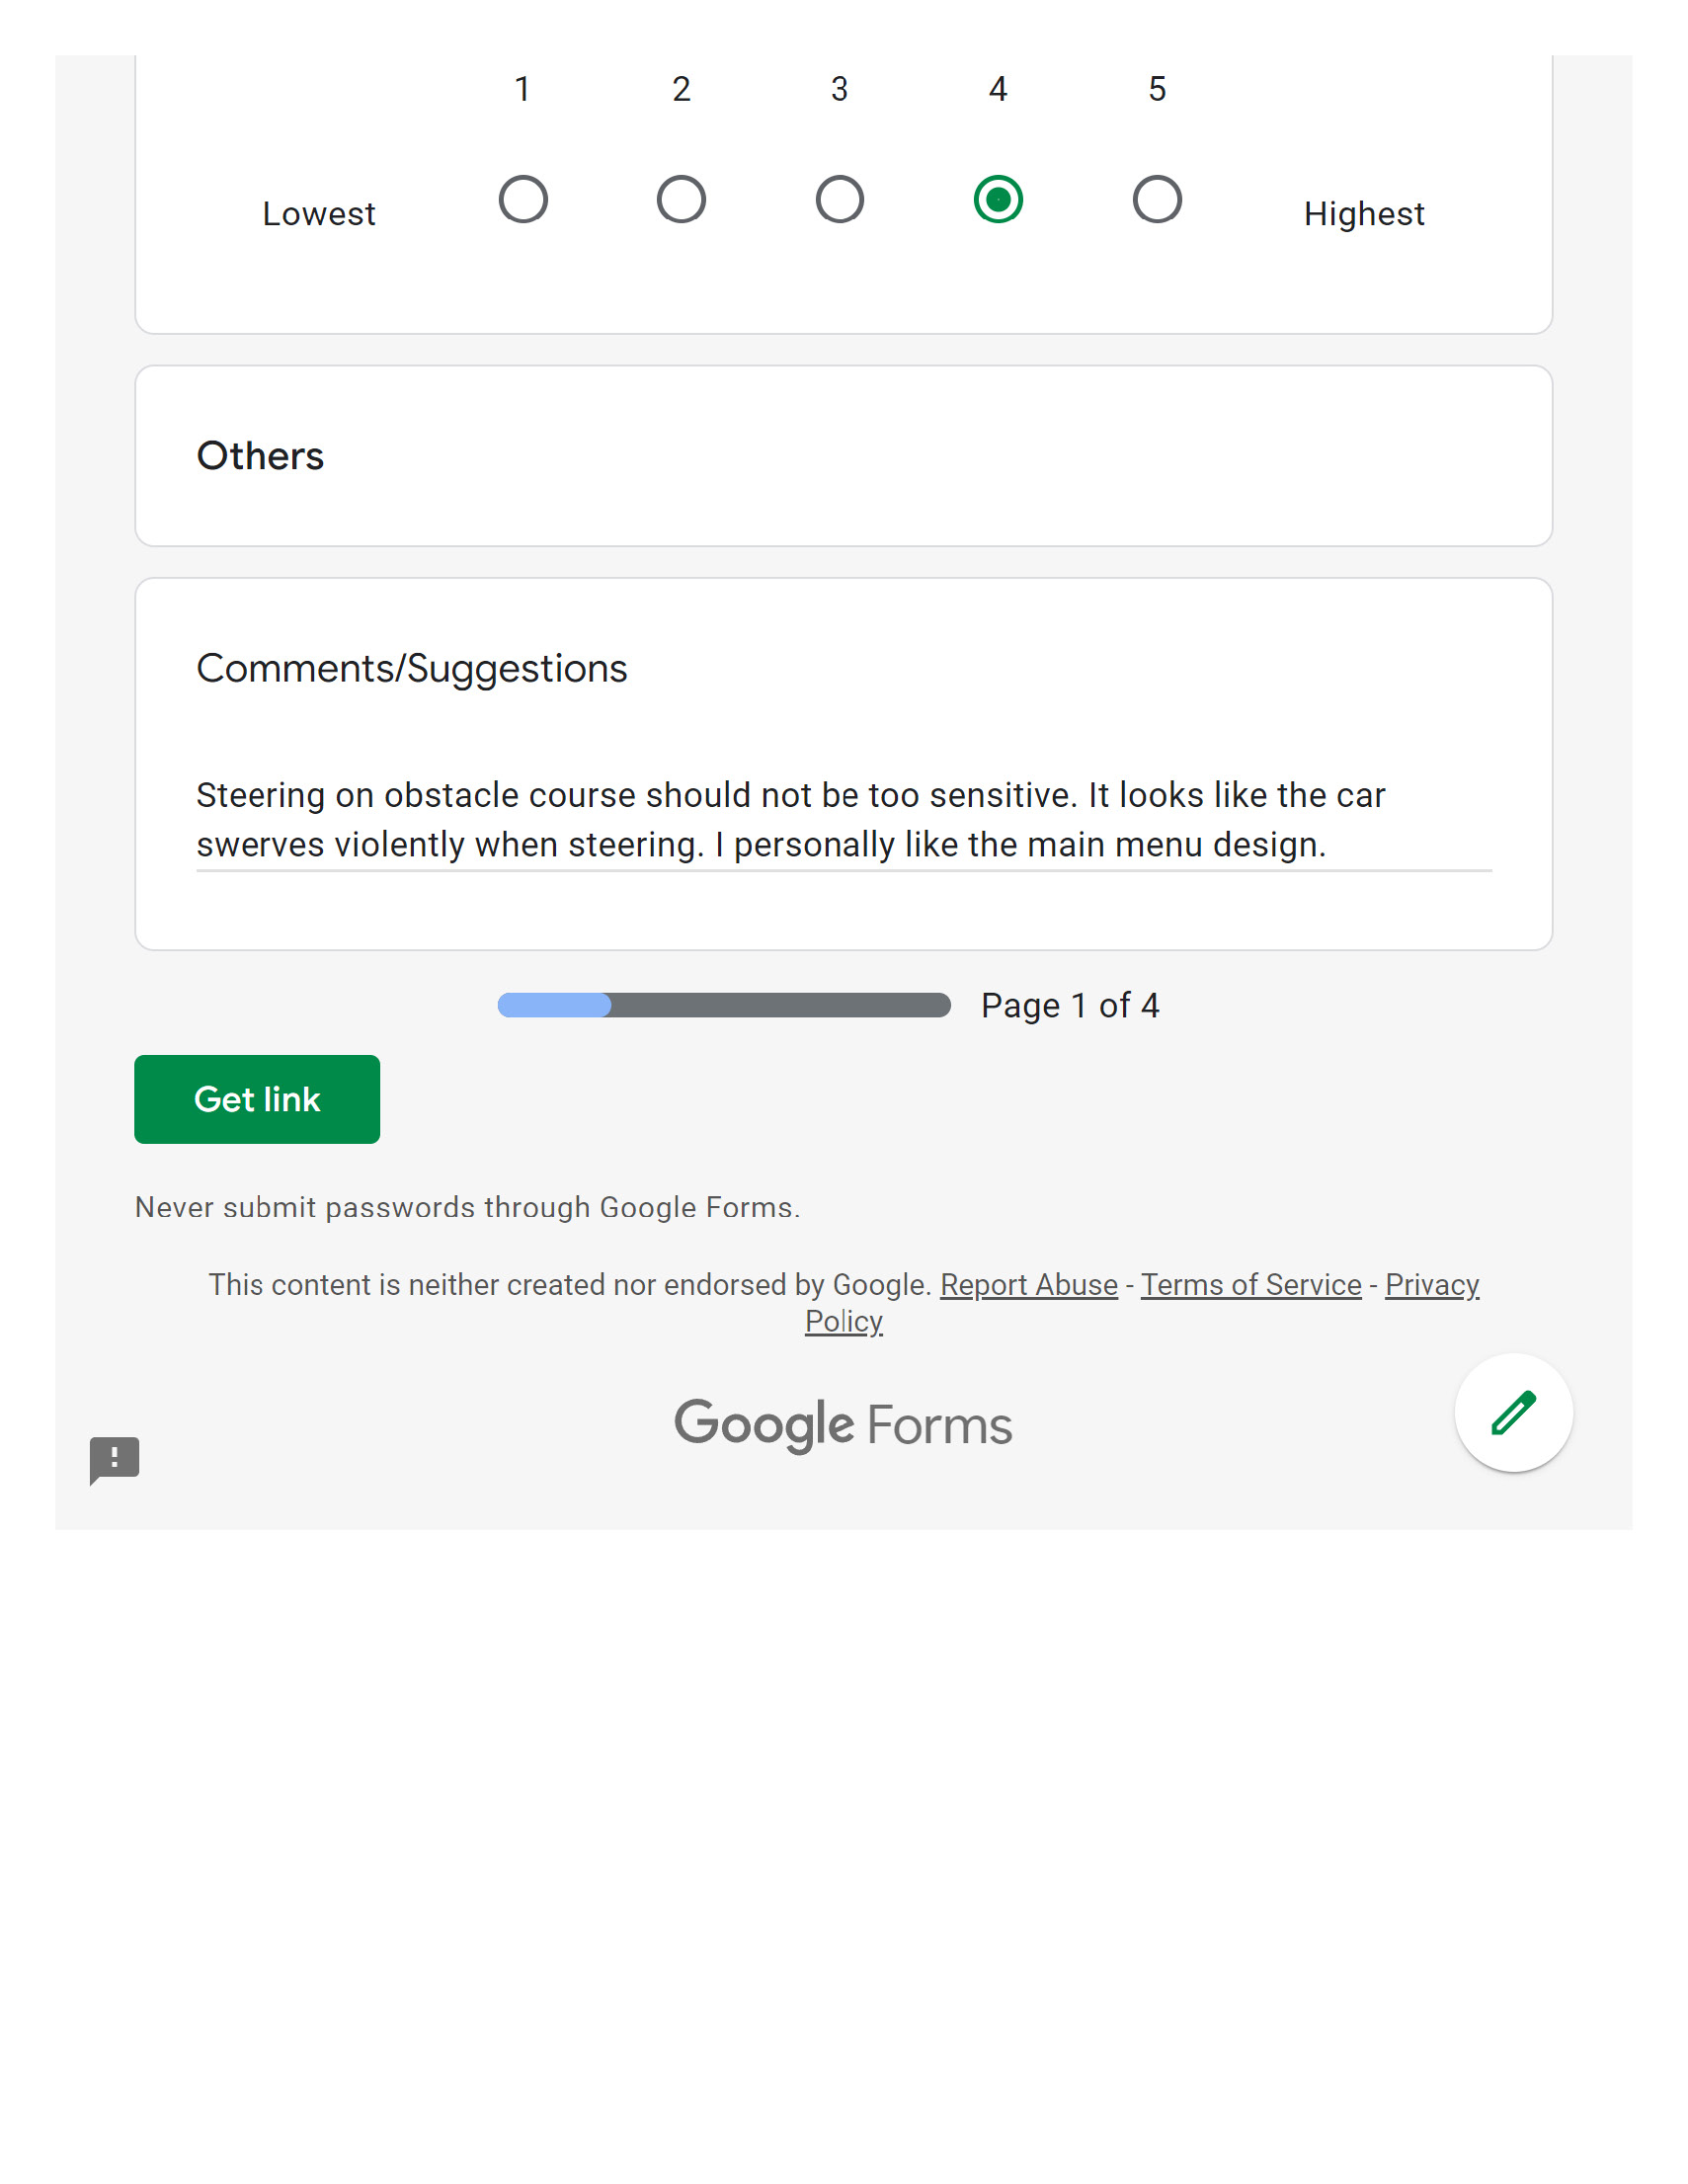 1 2 3 4 5
Lowest Highest
Others
Comments/Suggestions
Steering on obstacle course should not be too sensitive. It looks like the car
swerves violently when steering. I personally like the main menu design.
Page 1 of 4
Get link
Never submit passwords through Google Forms.
This content is neither created nor endorsed by Google. Report Abuse - Terms of Service - Privacy
Policy
Google Forms